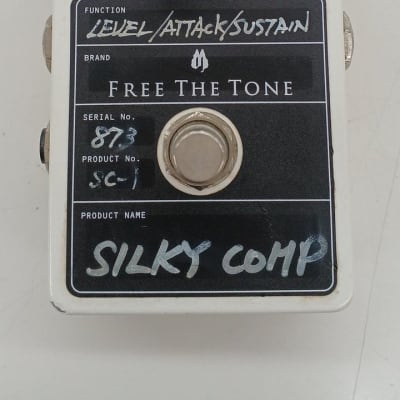 FUNCTION
LEVEL/ATTACK/SUSTAIN
BRAND
FREE THE TONE
SERIAL No.
873
PRODUCT No.
SC-1
PRODUCT NAME
SILKY COMP